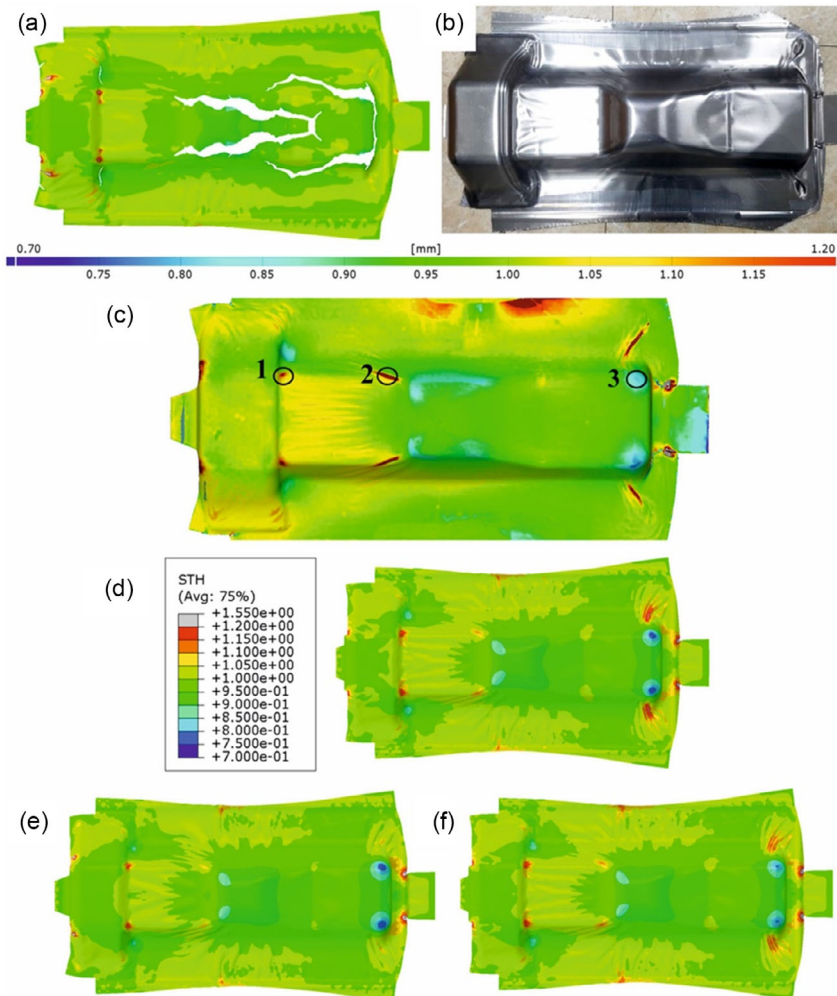 (a)
(b)
0.70 [mm] 1.20
0.75 0.80 0.85 0.90 0.95 1.00 1.05 1.10 1.15
(c)
1 2 3
(d)
STH
(Avg: 75%)
+1.550e+00
+1.200e+00
+1.150e+00
+1.100e+00
+1.050e+00
+1.000e+00
+9.500e-01
+9.000e-01
+8.500e-01
+8.000e-01
+7.500e-01
+7.000e-01
(e)
(f)